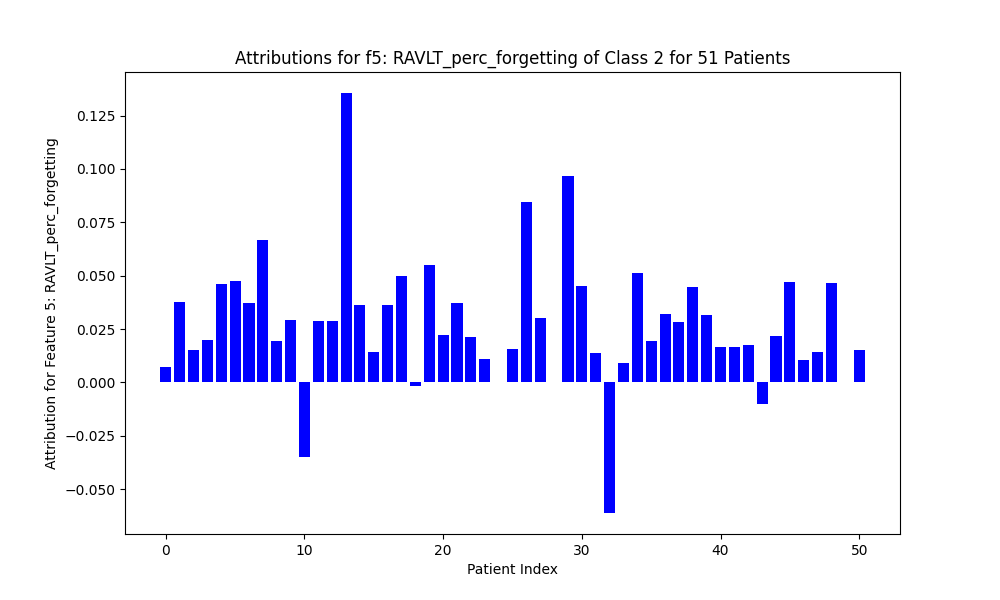 Attributions for f5: RAVLT_perc_forgetting of Class 2 for 51 Patients
Attribution for Feature 5: RAVLT_perc_forgetting
0.125
0.100
0.075
0.050
0.025
0.000
−0.025
−0.050
0 10 20 30 40 50
Patient Index